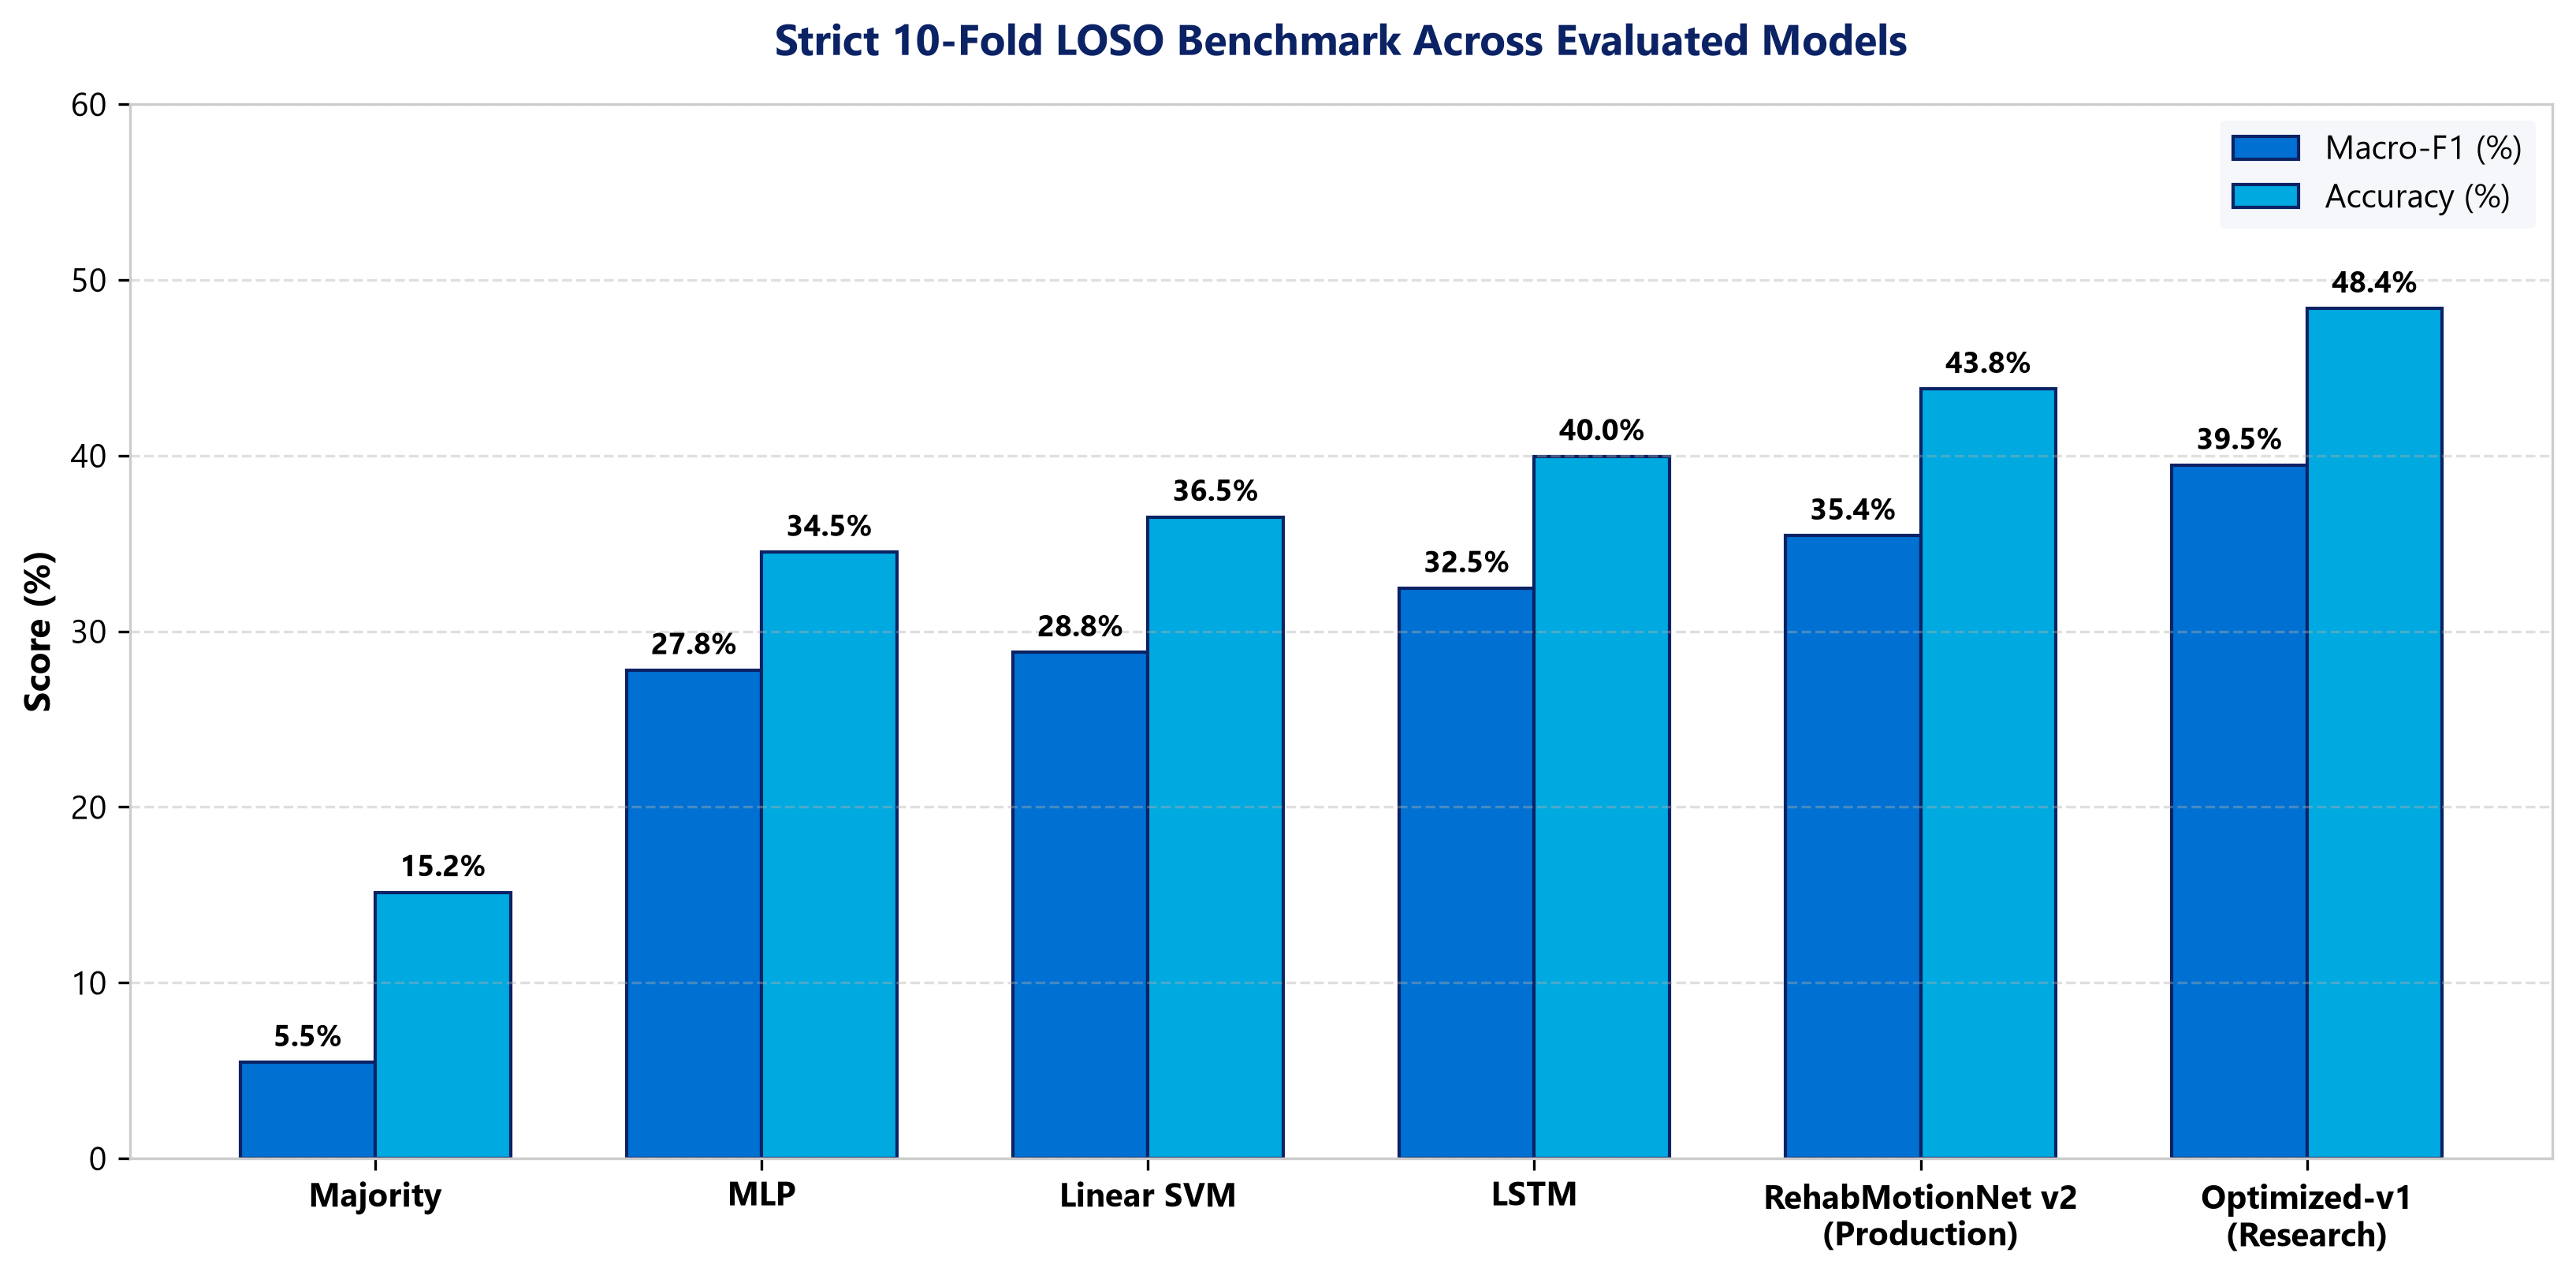 Strict 10-Fold LOSO Benchmark Across Evaluated Models
Macro-F1 (%)
Accuracy (%)
Score (%)
60
50
40
30
20
10
0
5.5%
15.2%
27.8%
34.5%
28.8%
36.5%
32.5%
40.0%
35.4%
43.8%
39.5%
48.4%
Majority
MLP
Linear SVM
LSTM
RehabMotionNet v2
(Production)
Optimized-v1
(Research)